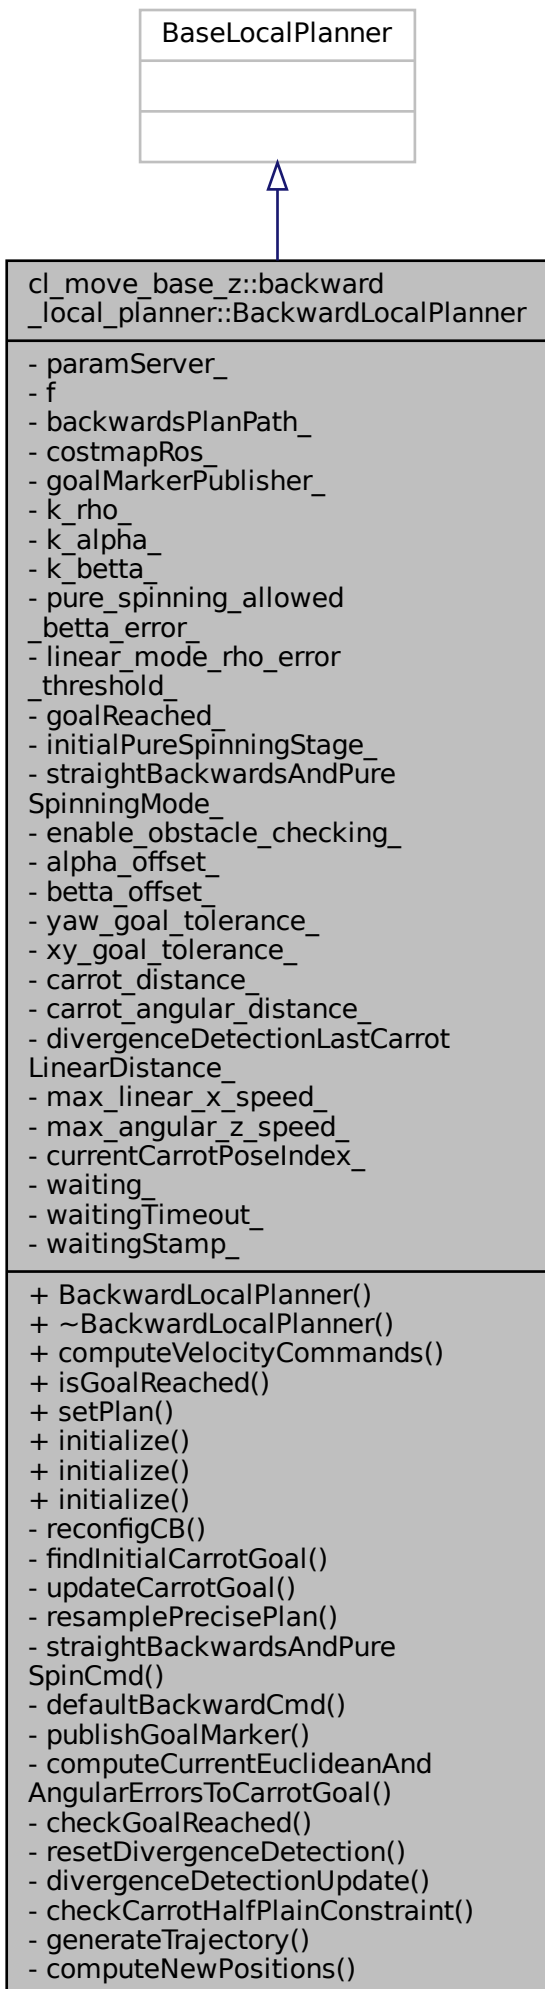 BaseLocalPlanner
cl_move_base_z::backward
_local_planner::BackwardLocalPlanner
- paramServer_
- f
- backwardsPlanPath_
- costmapRos_
- goalMarkerPublisher_
- k_rho_
- k_alpha_
- k_betta_
- pure_spinning_allowed
_betta_error_
- linear_mode_rho_error
_threshold_
- goalReached_
- initialPureSpinningStage_
- straightBackwardsAndPure
SpinningMode_
- enable_obstacle_checking_
- alpha_offset_
- betta_offset_
- yaw_goal_tolerance_
- xy_goal_tolerance_
- carrot_distance_
- carrot_angular_distance_
- divergenceDetectionLastCarrot
LinearDistance_
- max_linear_x_speed_
- max_angular_z_speed_
- currentCarrotPoseIndex_
- waiting_
- waitingTimeout_
- waitingStamp_
+ BackwardLocalPlanner()
+ ~BackwardLocalPlanner()
+ computeVelocityCommands()
+ isGoalReached()
+ setPlan()
+ initialize()
+ initialize()
+ initialize()
- reconfigCB()
- findInitialCarrotGoal()
- updateCarrotGoal()
- resamplePrecisePlan()
- straightBackwardsAndPure
SpinCmd()
- defaultBackwardCmd()
- publishGoalMarker()
- computeCurrentEuclideanAnd
AngularErrorsToCarrotGoal()
- checkGoalReached()
- resetDivergenceDetection()
- divergenceDetectionUpdate()
- checkCarrotHalfPlainConstraint()
- generateTrajectory()
- computeNewPositions()